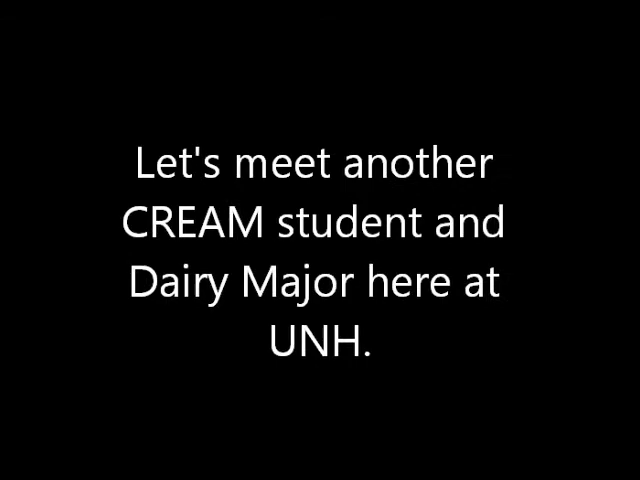 Let's meet another
CREAM student and
Dairy Major here at
UNH.